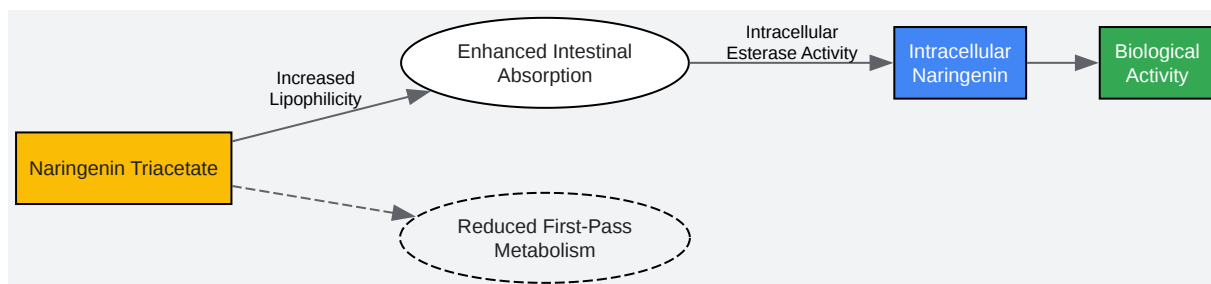 Naringenin Triacetate
Increased
Lipophilicity
Enhanced Intestinal
Absorption
Intracellular
Esterase Activity
Intracellular
Naringenin
Biological
Activity
Reduced First-Pass
Metabolism